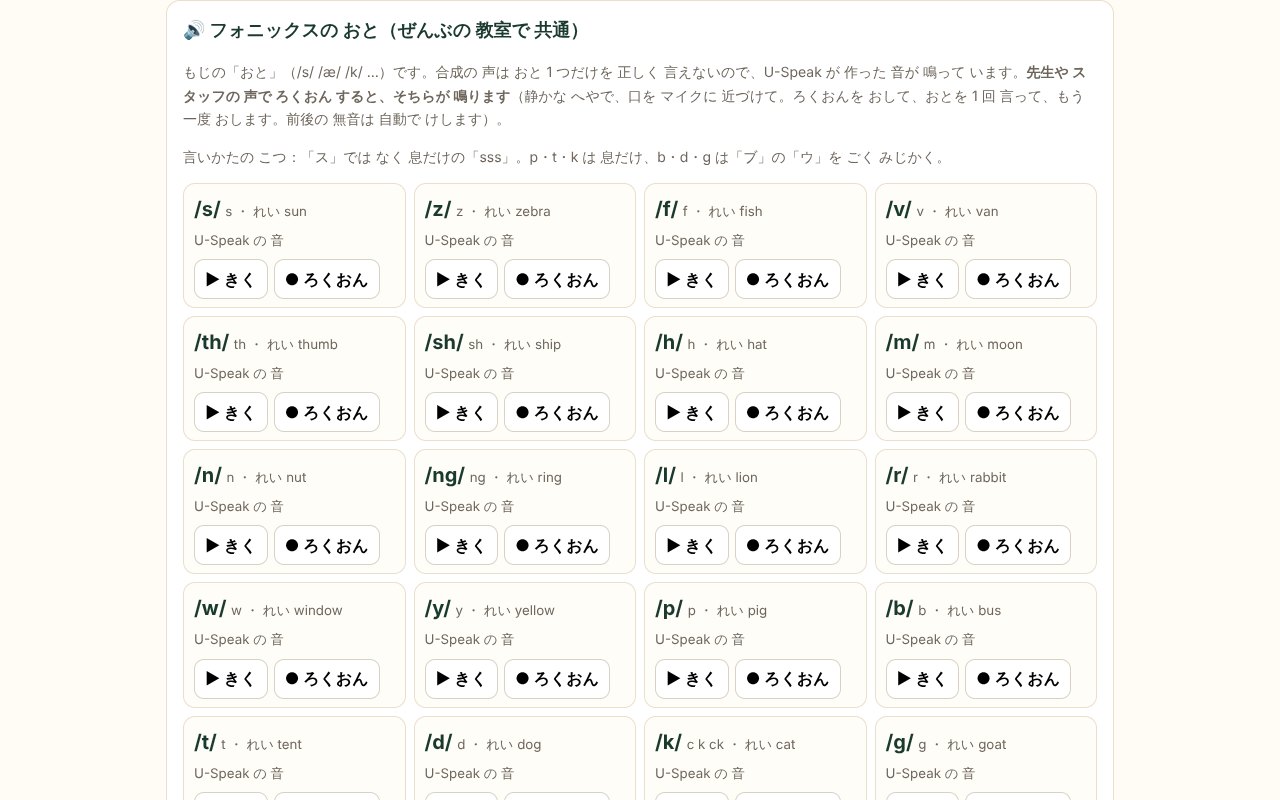 🔊 フォニックスの おと（ぜんぶの 教室で 共通）
もじの「おと」（/s/ /æ/ /k/ …）です。合成の 声は おと 1 つだけを 正しく 言えないので、U-Speak が 作った 音が 鳴って います。先生や ス
タッフの 声で ろくおん すると、そちらが 鳴ります（静かな へやで、口を マイクに 近づけて。ろくおんを おして、おとを 1 回 言って、もう
一度 おします。前後の 無音は 自動で けします）。
言いかたの こつ：「ス」では なく 息だけの「sss」。p・t・k は 息だけ、b・d・g は「ブ」の「ウ」を ごく みじかく。
/s/ s ・ れい sun
U-Speak の 音
▶ きく ● ろくおん
/z/ z ・ れい zebra
U-Speak の 音
▶ きく ● ろくおん
/f/ f ・ れい fish
U-Speak の 音
▶ きく ● ろくおん
/v/ v ・ れい van
U-Speak の 音
▶ きく ● ろくおん
/th/ th ・ れい thumb
U-Speak の 音
▶ きく ● ろくおん
/sh/ sh ・ れい ship
U-Speak の 音
▶ きく ● ろくおん
/h/ h ・ れい hat
U-Speak の 音
▶ きく ● ろくおん
/m/ m ・ れい moon
U-Speak の 音
▶ きく ● ろくおん
/n/ n ・ れい nut
U-Speak の 音
▶ きく ● ろくおん
/ng/ ng ・ れい ring
U-Speak の 音
▶ きく ● ろくおん
/l/ l ・ れい lion
U-Speak の 音
▶ きく ● ろくおん
/r/ r ・ れい rabbit
U-Speak の 音
▶ きく ● ろくおん
/w/ w ・ れい window
U-Speak の 音
▶ きく ● ろくおん
/y/ y ・ れい yellow
U-Speak の 音
▶ きく ● ろくおん
/p/ p ・ れい pig
U-Speak の 音
▶ きく ● ろくおん
/b/ b ・ れい bus
U-Speak の 音
▶ きく ● ろくおん
/t/ t ・ れい tent
U-Speak の 音
/d/ d ・ れい dog
U-Speak の 音
/k/ c k ck ・ れい cat
U-Speak の 音
/g/ g ・ れい goat
U-Speak の 音